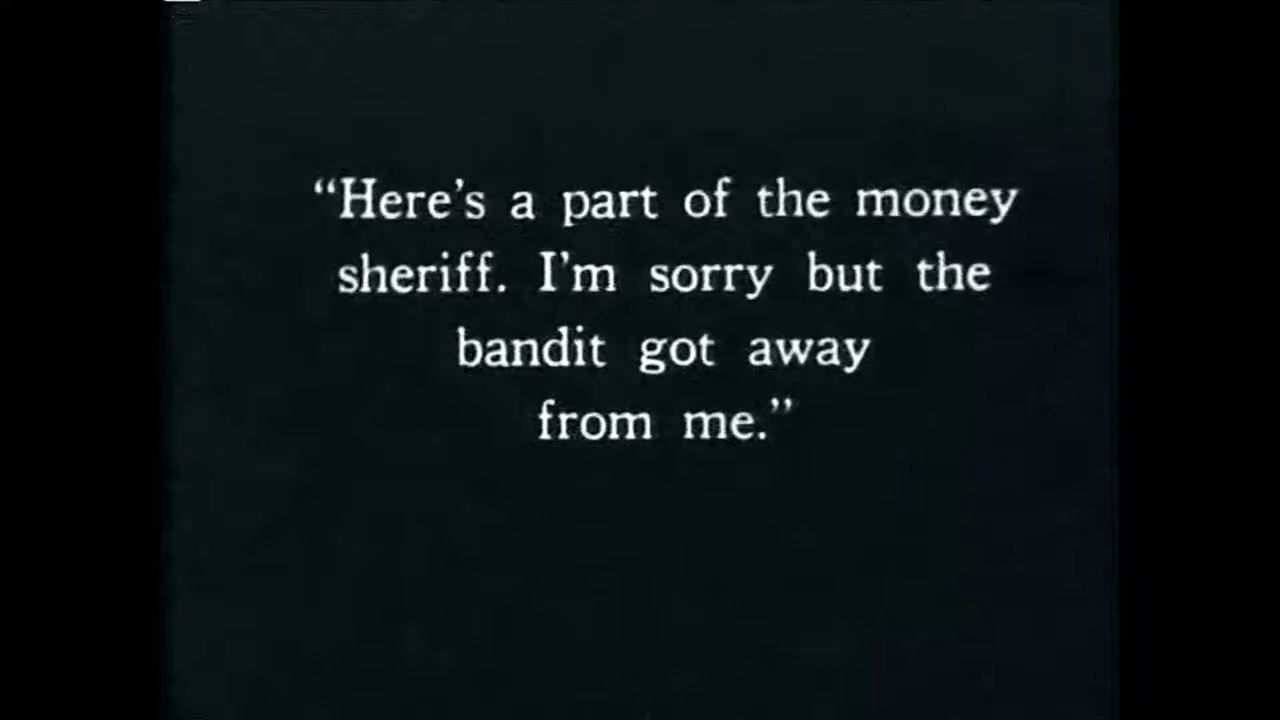 “Here’s a part of the money
sheriff. I’m sorry but the
bandit got away
from me.”